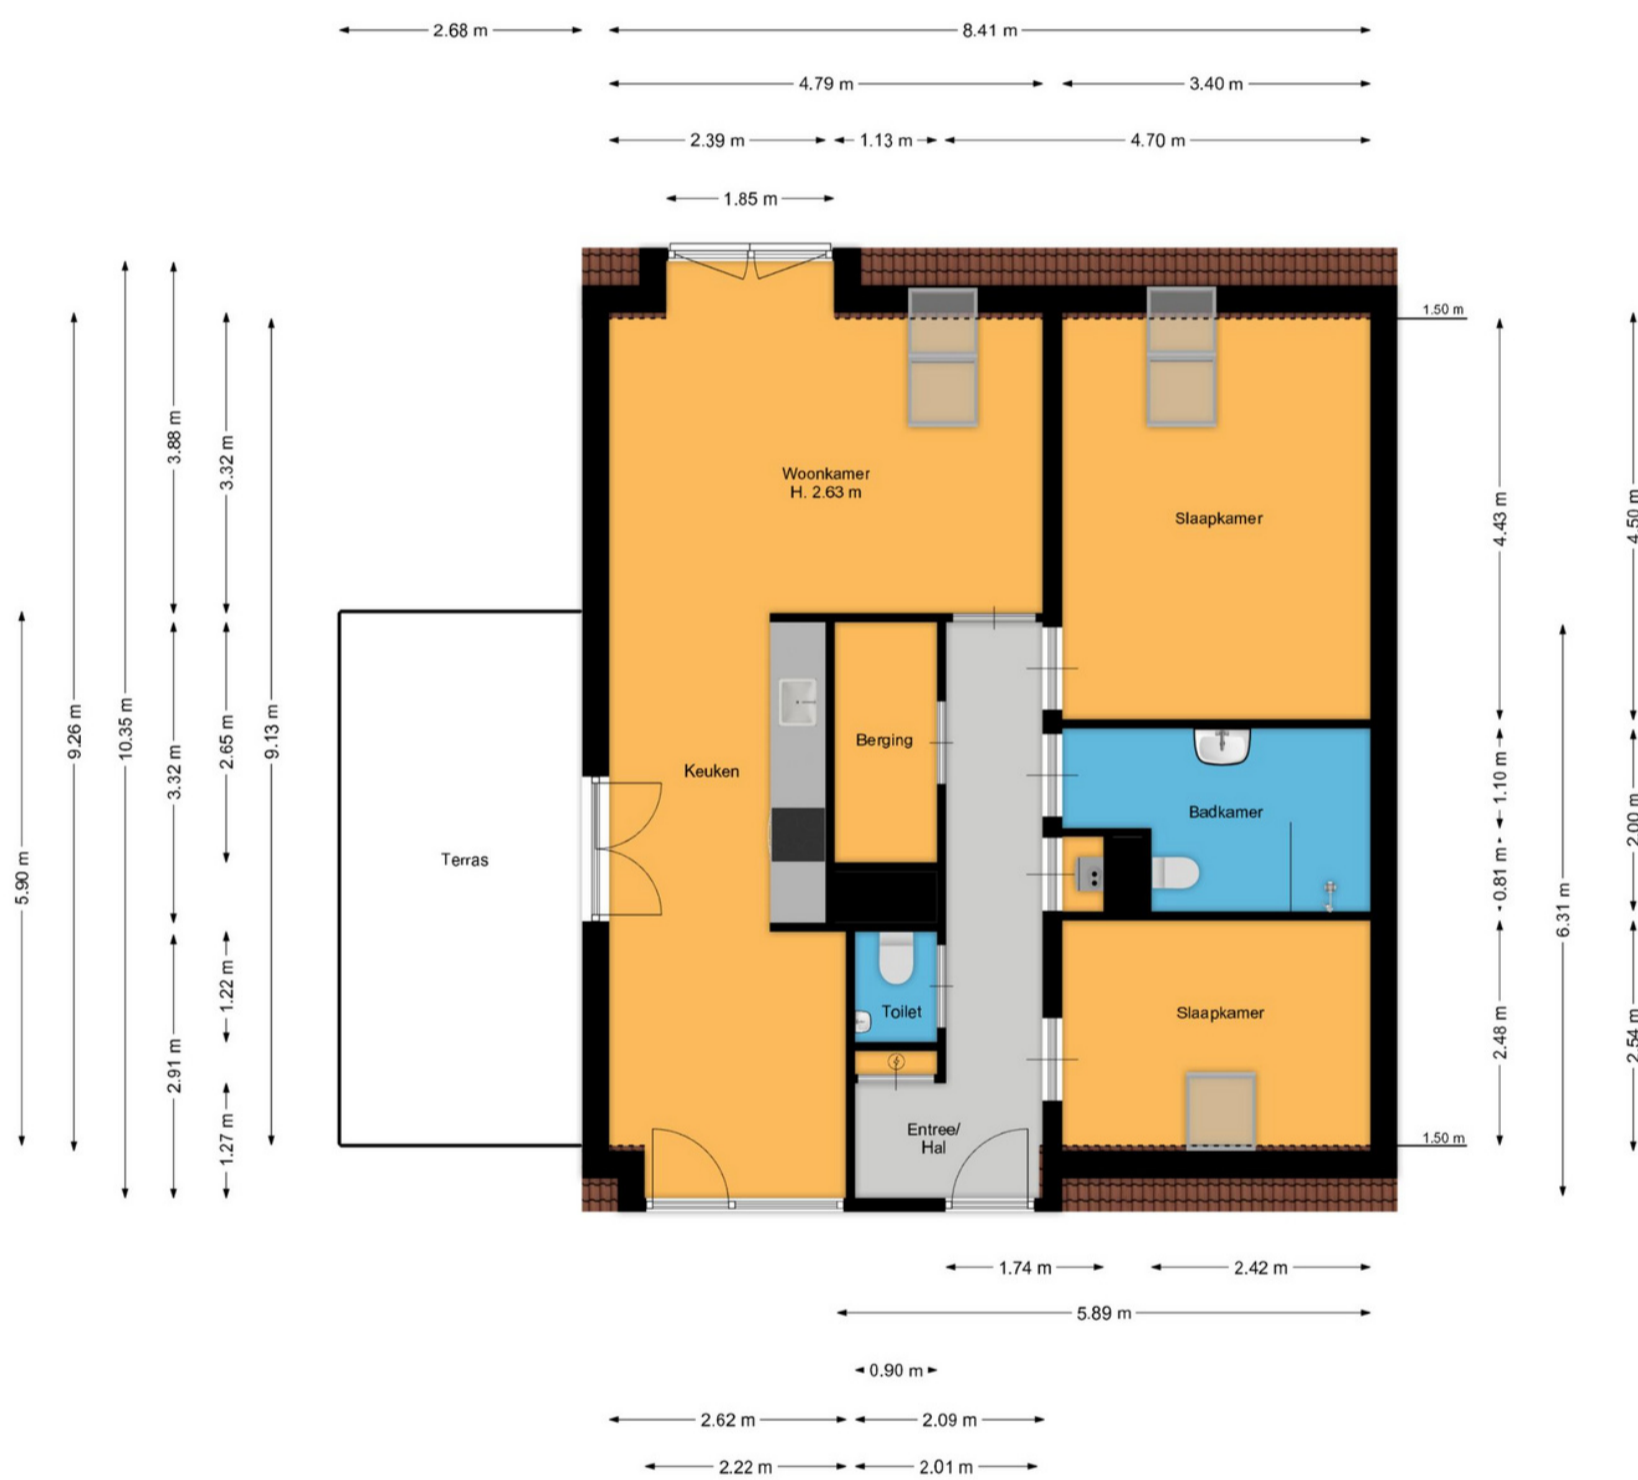 2.68 m
8.41 m
4.79 m
3.40 m
2.39 m
1.13 m
4.70 m
1.85 m
1.50 m
3.88 m
3.32 m
Woonkamer
H. 2.63 m
Slaapkamer
4.43 m
4.50 m
9.26 m
10.35 m
3.32 m
2.65 m
9.13 m
Keuken
Berging
Badkamer
1.10 m
2.00 m
5.90 m
Terras
0.81 m
6.31 m
1.22 m
Toilet
Slaapkamer
2.48 m
2.54 m
2.91 m
1.27 m
Entree/
Hal
1.50 m
1.74 m
2.42 m
5.89 m
0.90 m
2.62 m
2.09 m
2.22 m
2.01 m